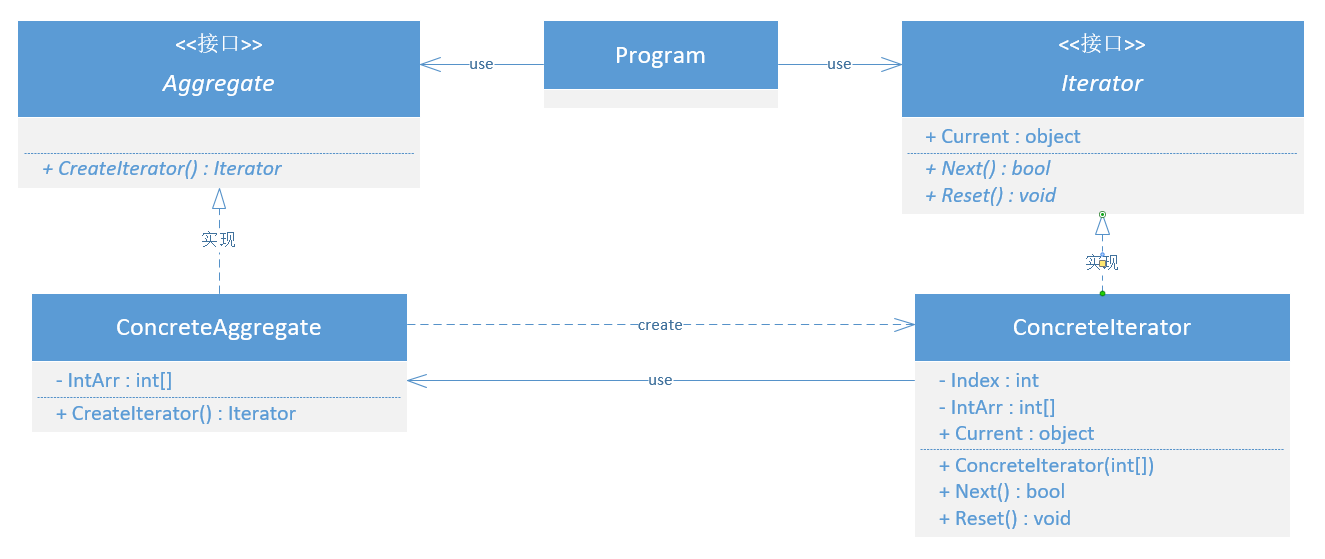 <<接口>>
Aggregate
+ CreateIterator() : Iterator
use
Program
use
<<接口>>
Iterator
+ Current : object
+ Next() : bool
+ Reset() : void
实现
实现
ConcreteAggregate
- IntArr : int[]
+ CreateIterator() : Iterator
create
use
ConcreteIterator
- Index : int
- IntArr : int[]
+ Current : object
+ ConcreteIterator(int[])
+ Next() : bool
+ Reset() : void